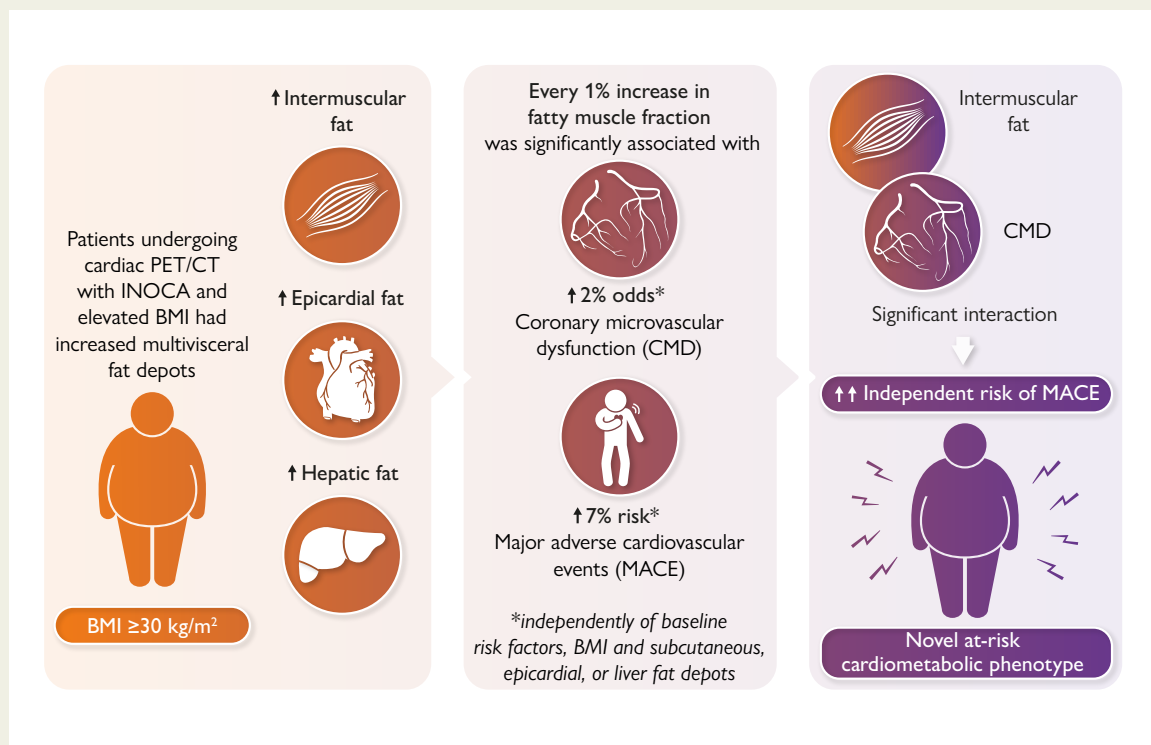 Patients undergoing
cardiac PET/CT
with INOCA and
elevated BMI had
increased multivisceral
fat depots
BMI ≥30 kg/m²
↑ Intermuscular
fat
↑ Epicardial fat
↑ Hepatic fat
Every 1% increase in
fatty muscle fraction
was significantly associated with
↑ 2% odds*
Coronary microvascular
dysfunction (CMD)
↑ 7% risk*
Major adverse cardiovascular
events (MACE)
*independently of baseline
risk factors, BMI and subcutaneous,
epicardial, or liver fat depots
Intermuscular
fat
CMD
Significant interaction
↑↑ Independent risk of MACE
Novel at-risk
cardiometabolic phenotype